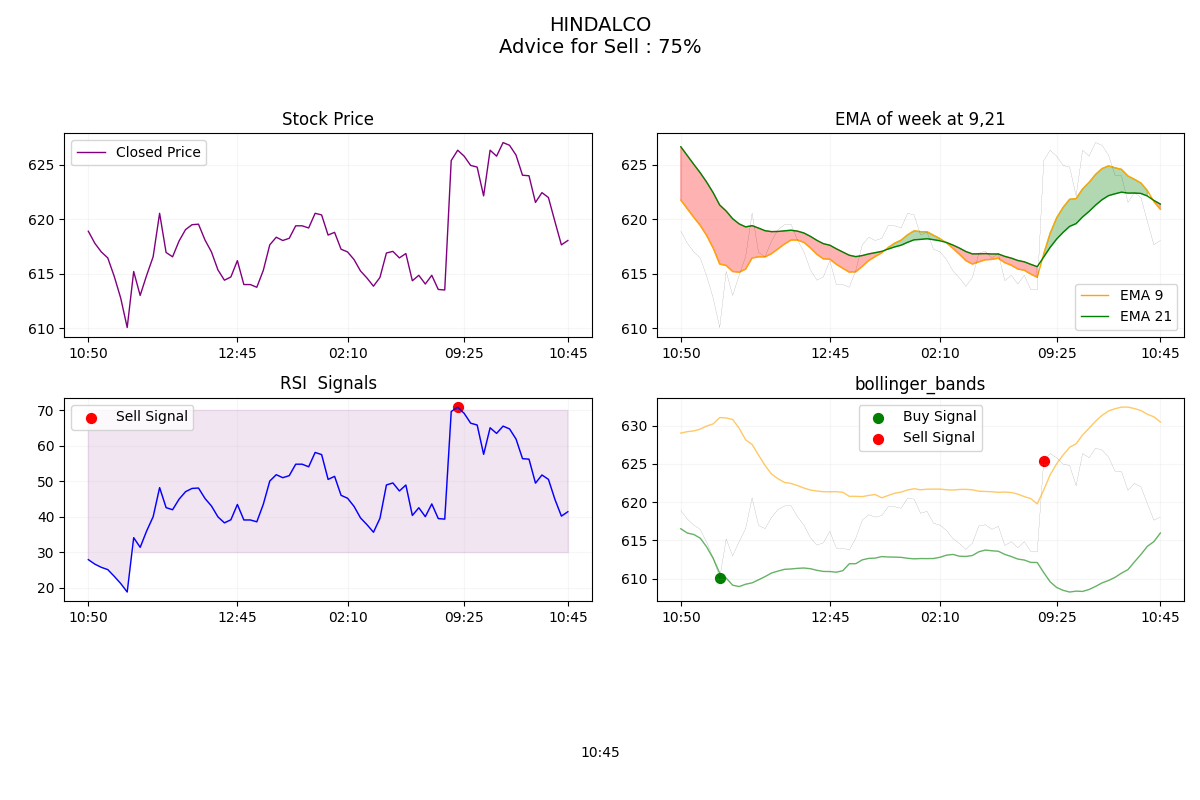 HINDALCO
Advice for Sell : 75%
Stock Price
Closed Price
625
620
615
610
10:50 12:45 02:10 09:25 10:45
EMA of week at 9,21
625
620
615
610
EMA 9
EMA 21
10:50 12:45 02:10 09:25 10:45
RSI  Signals
Sell Signal
70
60
50
40
30
20
10:50 12:45 02:10 09:25 10:45
bollinger_bands
Buy Signal
Sell Signal
630
625
620
615
610
10:50 12:45 02:10 09:25 10:45
10:45